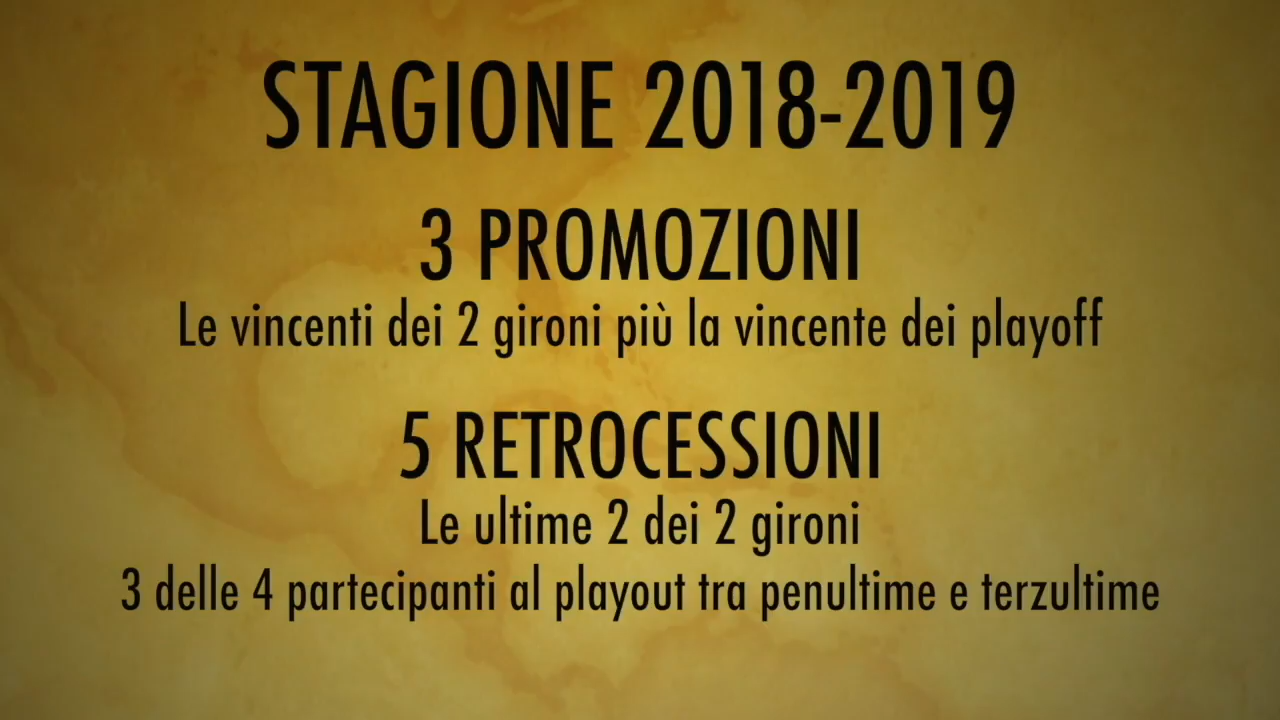 STAGIONE 2018-2019
3 PROMOZIONI
Le vincenti dei 2 gironi più la vincente dei playoff
5 RETROCESSIONI
Le ultime 2 dei 2 gironi
3 delle 4 partecipanti al playout tra penultime e terzultime